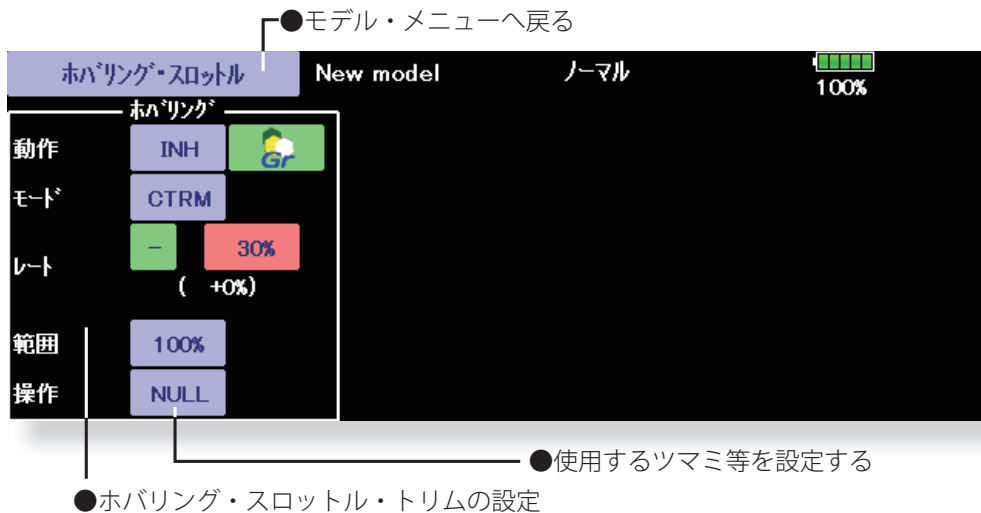 ●モデル・メニューへ戻る
ﾎﾊﾞﾘﾝｸﾞ･ｽﾛｯﾄﾙ New model ノーマル 100%
ﾎﾊﾞﾘﾝｸﾞ
動作 INH Gr
ﾓｰﾄﾞ CTRM
ﾚｰﾄ - 30%
( +0%)
範囲 100%
操作 NULL
●使用するツマミ等を設定する
●ホバリング・スロットル・トリムの設定